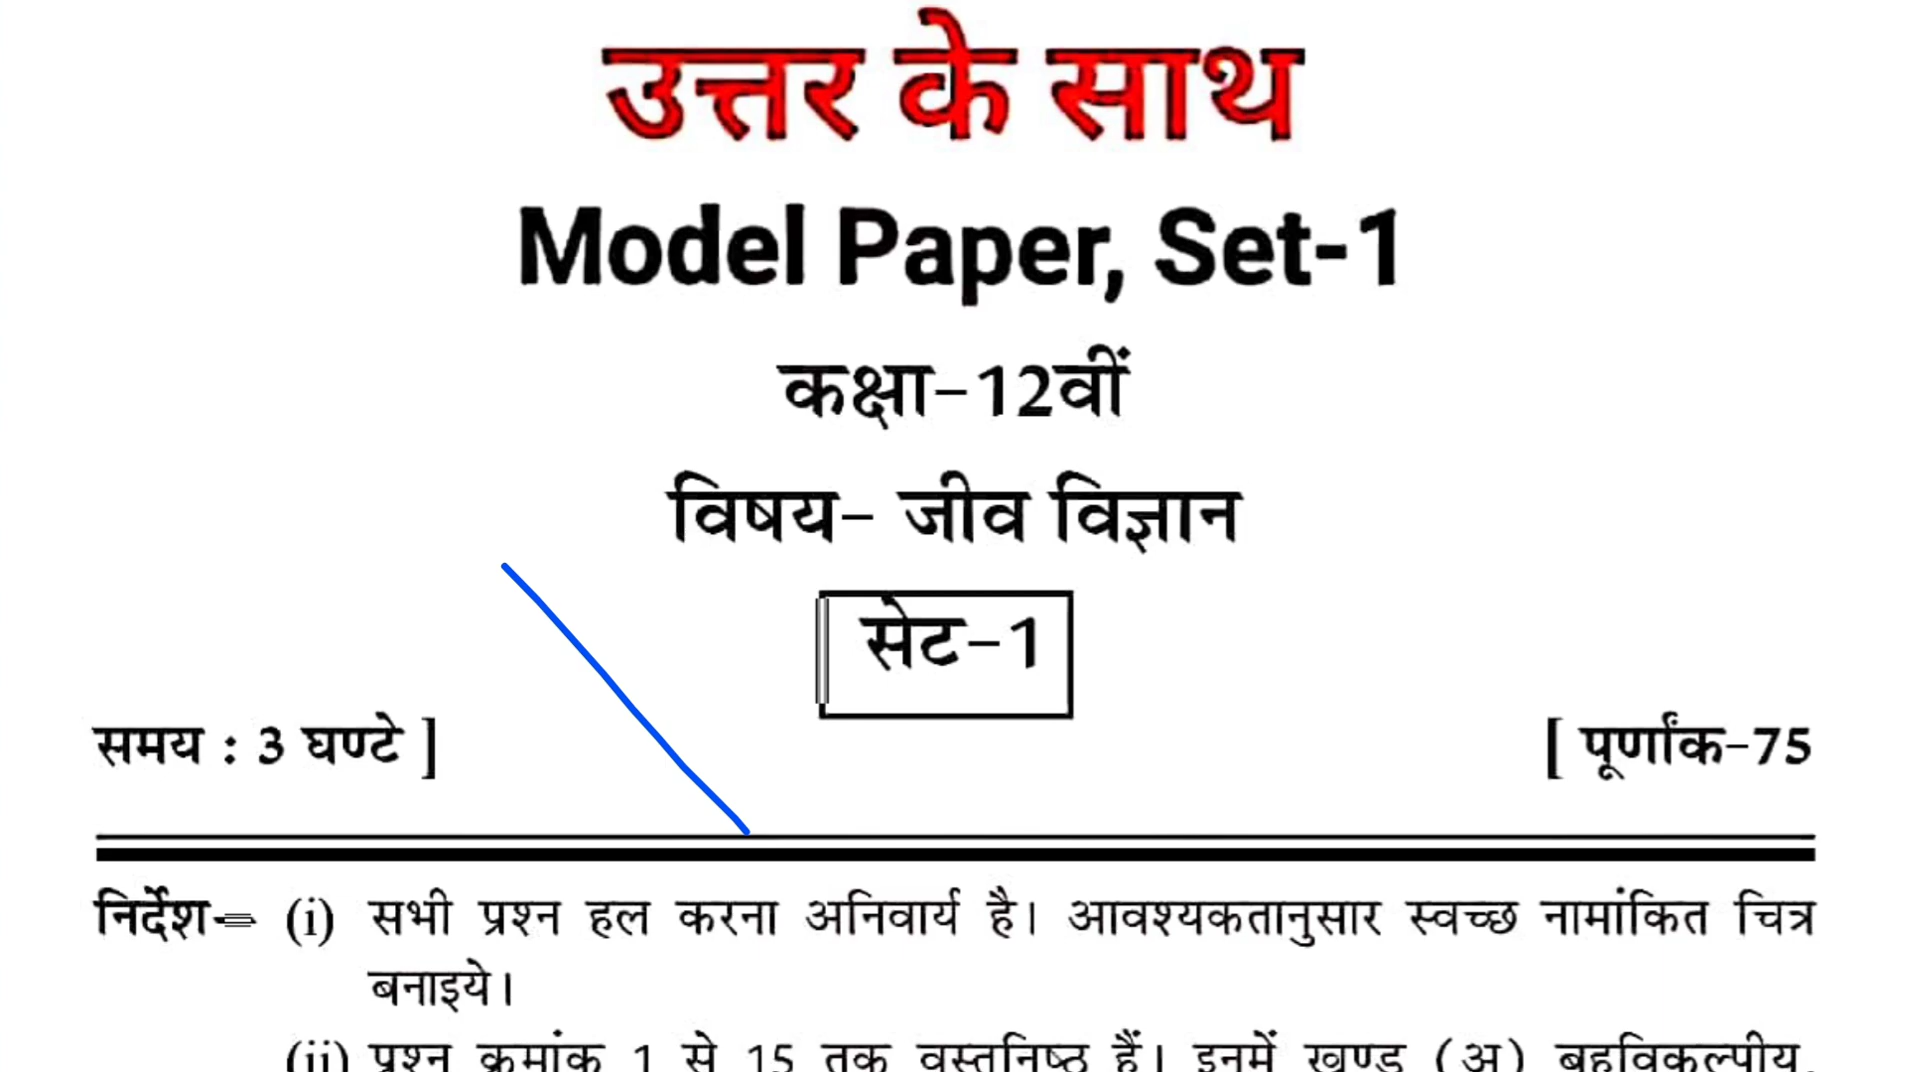 उत्तर के साथ
Model Paper, Set-1
कक्षा-12वीं
विषय- जीव विज्ञान
सेट-1
समय : 3 घण्टे ] [ पूर्णांक-75
निर्देश- (i) सभी प्रश्न हल करना अनिवार्य है। आवश्यकतानुसार स्वच्छ नामांकित चित्र
बनाइये।
(ii) प्रश्न क्रमांक 1 से 15 तक वस्तुनिष्ठ हैं। इनमें खण्ड (अ) बहुविकल्पीय,